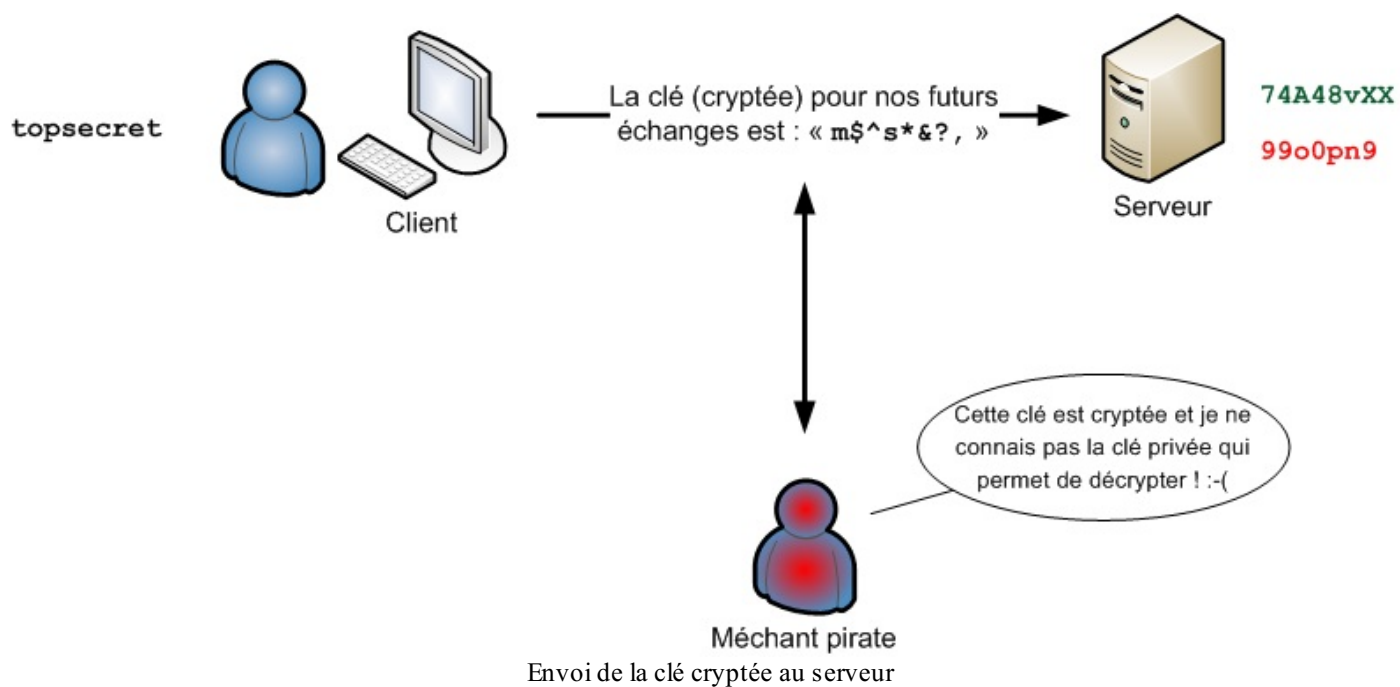 topsecret
Client
La clé (cryptée) pour nos futurs
échanges est : « m$^s*&?, »
74A48vXX
99o0pn9
Serveur
Cette clé est cryptée et je ne
connais pas la clé privée qui
permet de décrypter ! :-(
Méchant pirate
Envoi de la clé cryptée au serveur